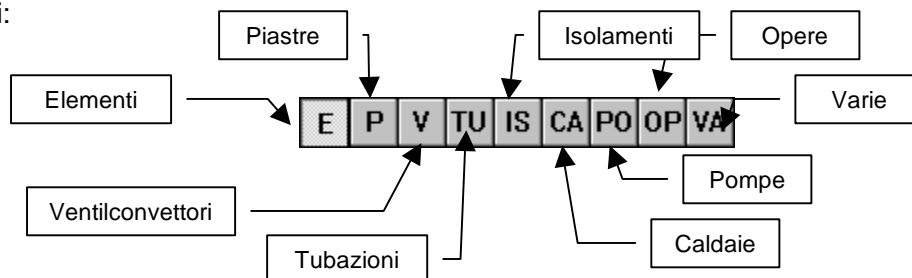 i:
Piastre
Isolamenti
Opere
Elementi
Varie
E P V TU IS CA PO OP VA
Pompe
Ventilconvettori
Caldaie
Tubazioni